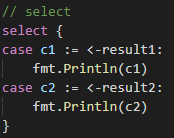 // select
select {
case c1 := <-result1:
    fmt.Println(c1)
case c2 := <-result2:
    fmt.Println(c2)
}